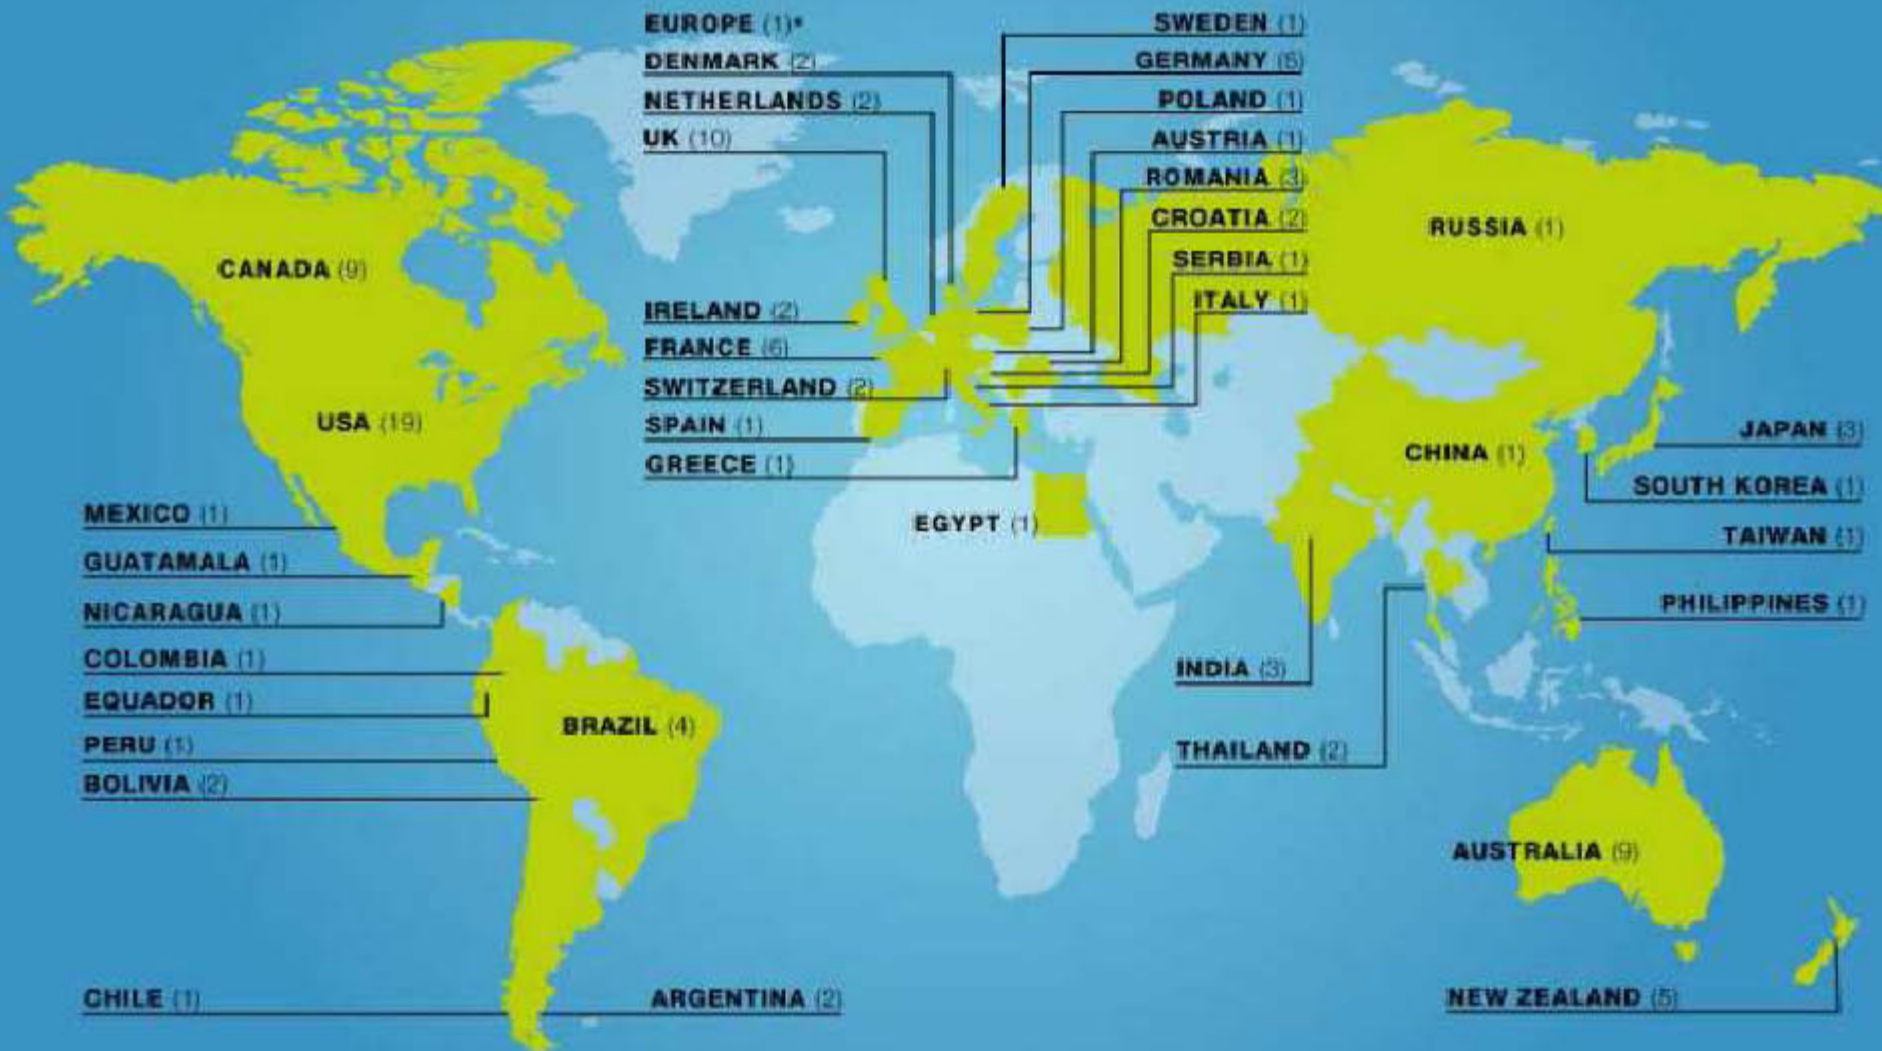 EUROPE (1)*
DENMARK (2)
NETHERLANDS (2)
UK (10)
SWEDEN (1)
GERMANY (5)
POLAND (1)
AUSTRIA (1)
ROMANIA (3)
CROATIA (2)
SERBIA (1)
ITALY (1)
RUSSIA (1)
CANADA (9)
USA (19)
IRELAND (2)
FRANCE (6)
SWITZERLAND (2)
SPAIN (1)
GREECE (1)
EGYPT (1)
CHINA (1)
JAPAN (3)
SOUTH KOREA (1)
TAIWAN (1)
PHILIPPINES (1)
INDIA (3)
THAILAND (2)
MEXICO (1)
GUATAMALA (1)
NICARAGUA (1)
COLOMBIA (1)
EQUADOR (1)
PERU (1)
BOLIVIA (2)
BRAZIL (4)
CHILE (1)
ARGENTINA (2)
AUSTRALIA (9)
NEW ZEALAND (5)